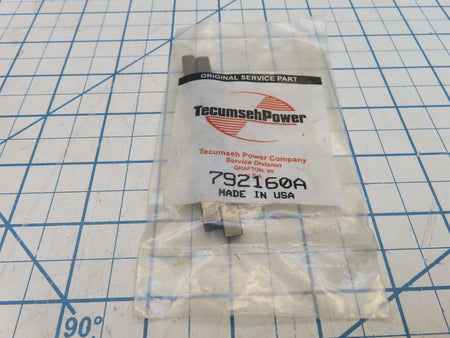 ORIGINAL SERVICE PART
TecumsehPower
Tecumseh Power Company
Service Division
GRAFTON, WI
792160A
MADE IN USA
90°